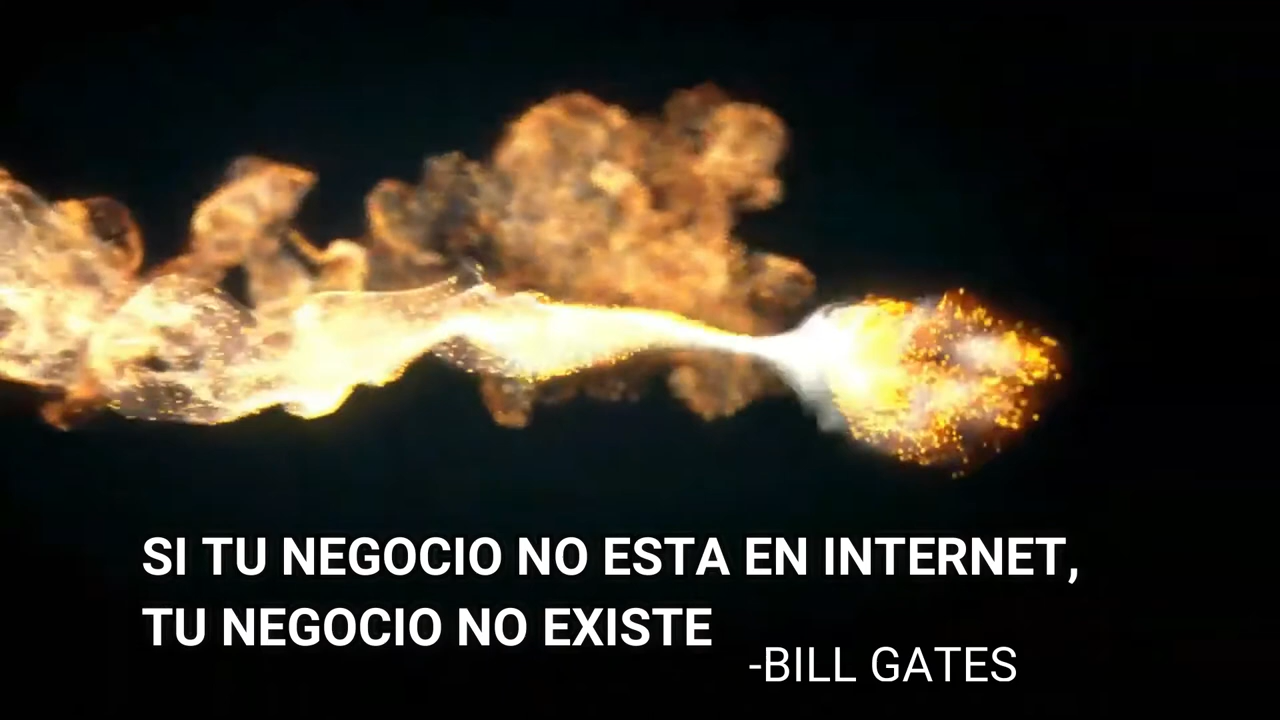 SI TU NEGOCIO NO ESTA EN INTERNET,
TU NEGOCIO NO EXISTE
-BILL GATES